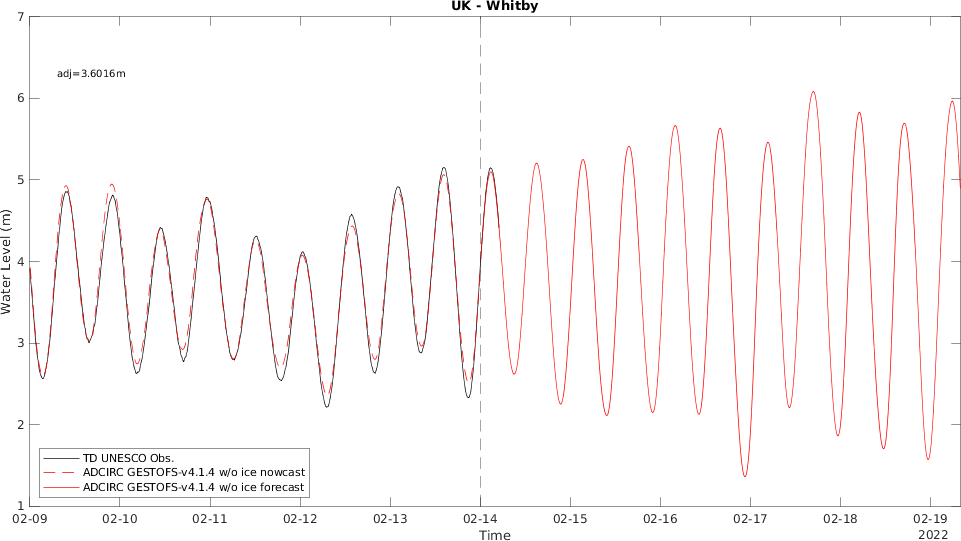 UK - Whitby
7
adj=3.6016m
6
5
4
3
2
1
Water Level (m)
TD UNESCO Obs.
ADCIRC GESTOFS-v4.1.4 w/o ice nowcast
ADCIRC GESTOFS-v4.1.4 w/o ice forecast
02-09 02-10 02-11 02-12 02-13 02-14 02-15 02-16 02-17 02-18 02-19
Time
2022